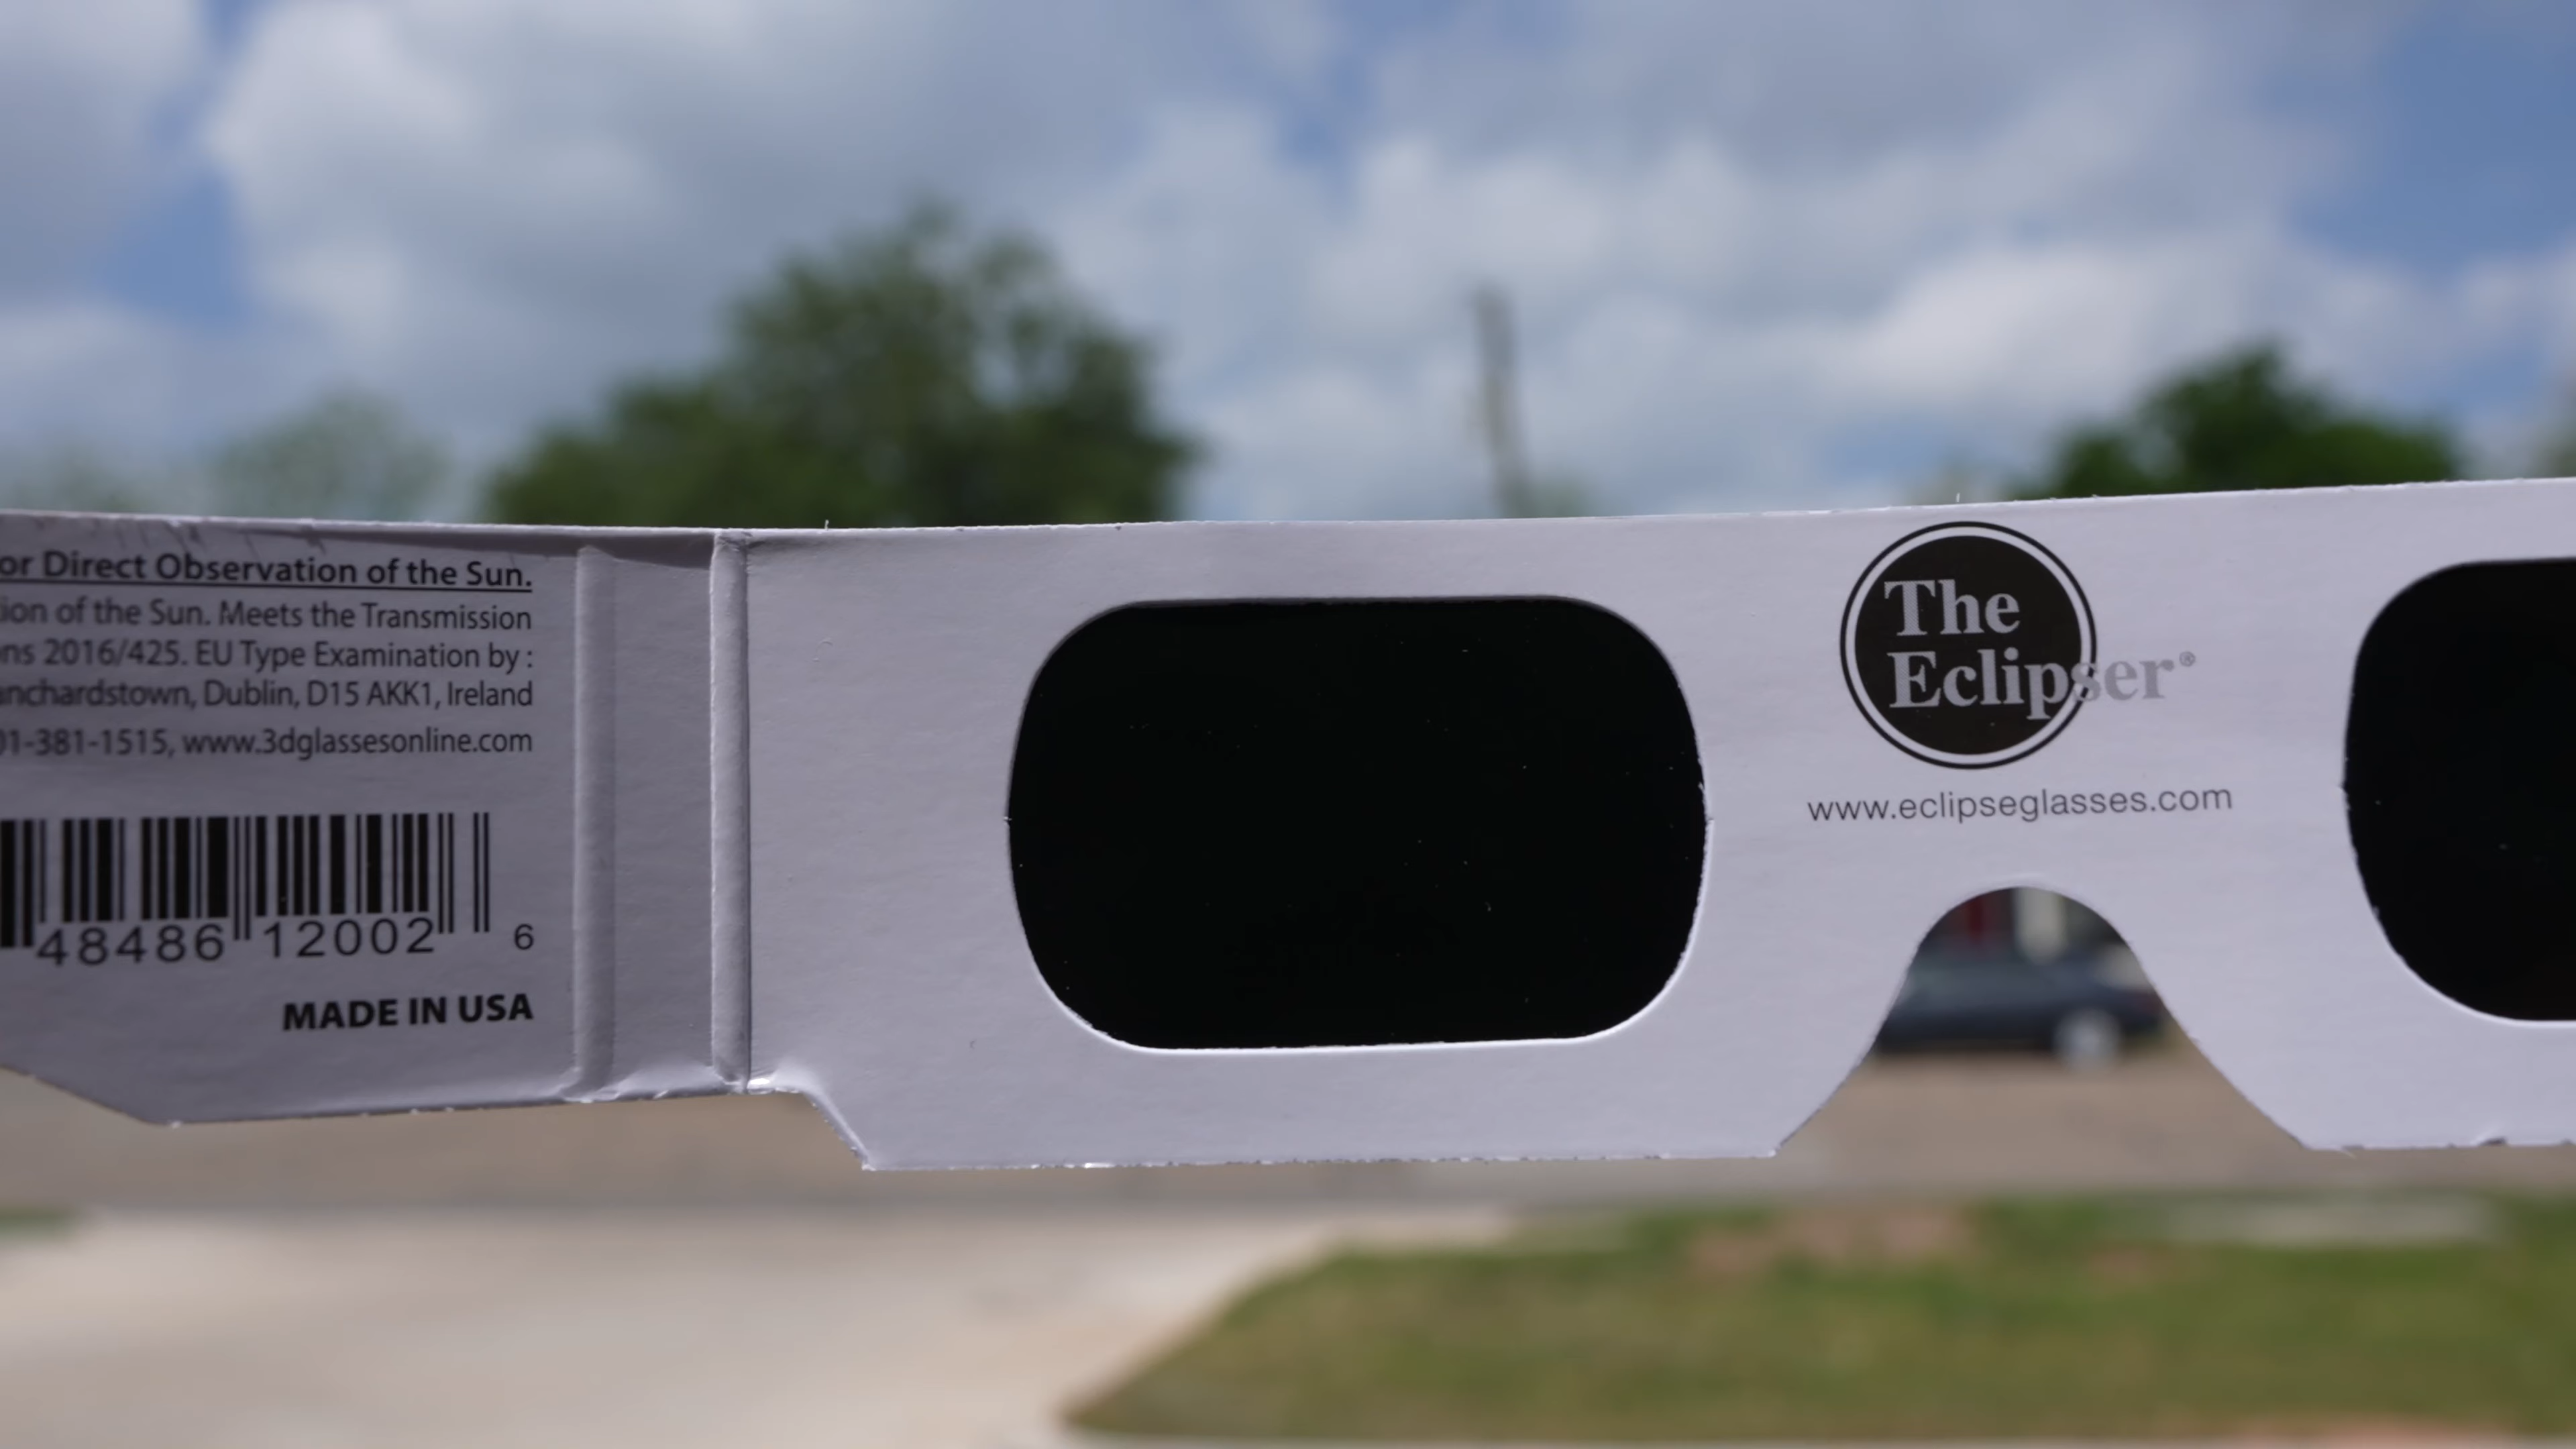 or Direct Observation of the Sun.
ion of the Sun. Meets the Transmission
ns 2016/425. EU Type Examination by :
anchardstown, Dublin, D15 AKK1, Ireland
01-381-1515, www.3dglassesonline.com
48486 12002 6
MADE IN USA
The
Eclipser®
www.eclipseglasses.com